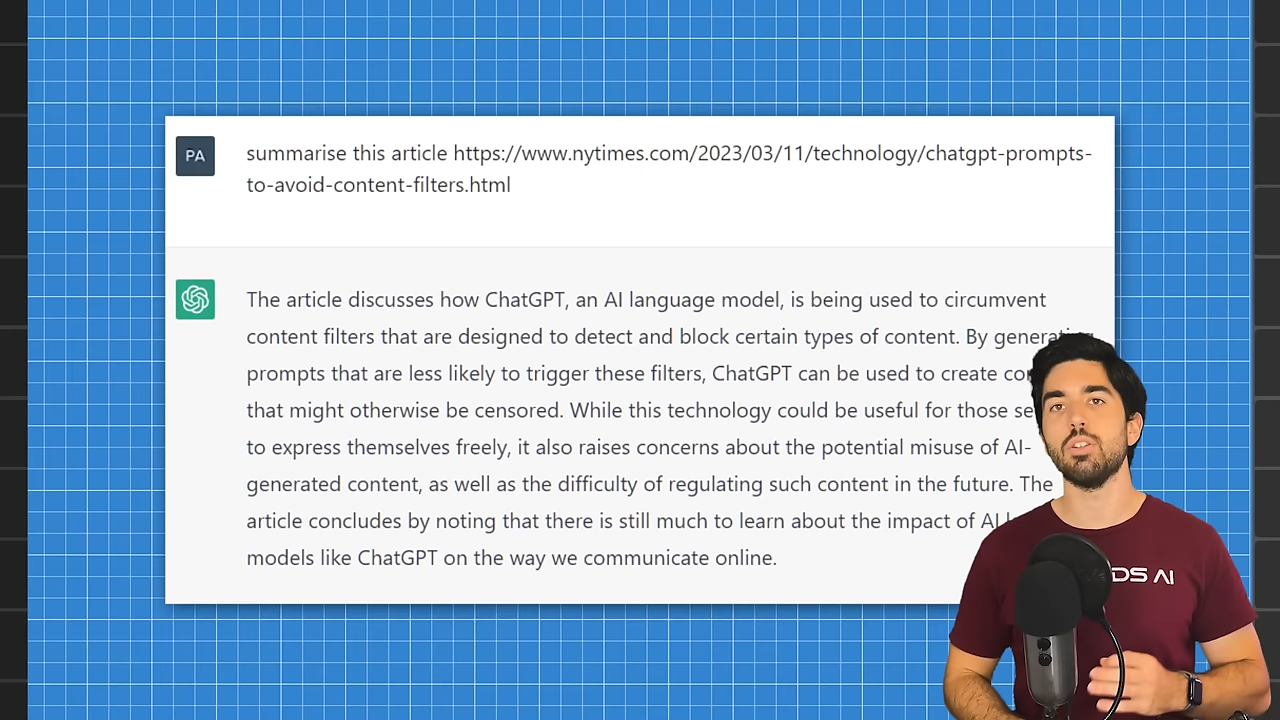 PA
summarise this article https://www.nytimes.com/2023/03/11/technology/chatgpt-prompts-
to-avoid-content-filters.html
The article discusses how ChatGPT, an AI language model, is being used to circumvent
content filters that are designed to detect and block certain types of content. By
prompts that are less likely to trigger these filters, ChatGPT can be used to create
that might otherwise be censored. While this technology could be useful for those
to express themselves freely, it also raises concerns about the potential misuse of AI-
generated content, as well as the difficulty of regulating such content in the future. The
article concludes by noting that there is still much to learn about the impact of AI
models like ChatGPT on the way we communicate online.
DS AI